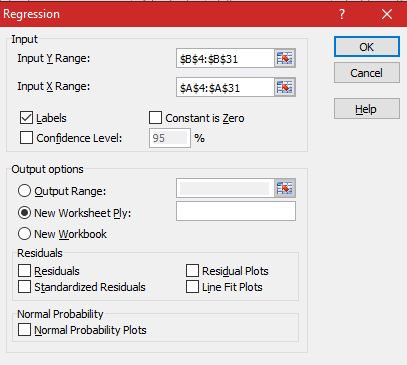 Regression ? ×
Input
Input Y Range: $B$4:$B$31
Input X Range: $A$4:$A$31
Labels Constant is Zero
Confidence Level: 95 %
OK
Cancel
Help
Output options
Output Range:
New Worksheet Ply:
New Workbook
Residuals
Residuals Residual Plots
Standardized Residuals Line Fit Plots
Normal Probability
Normal Probability Plots